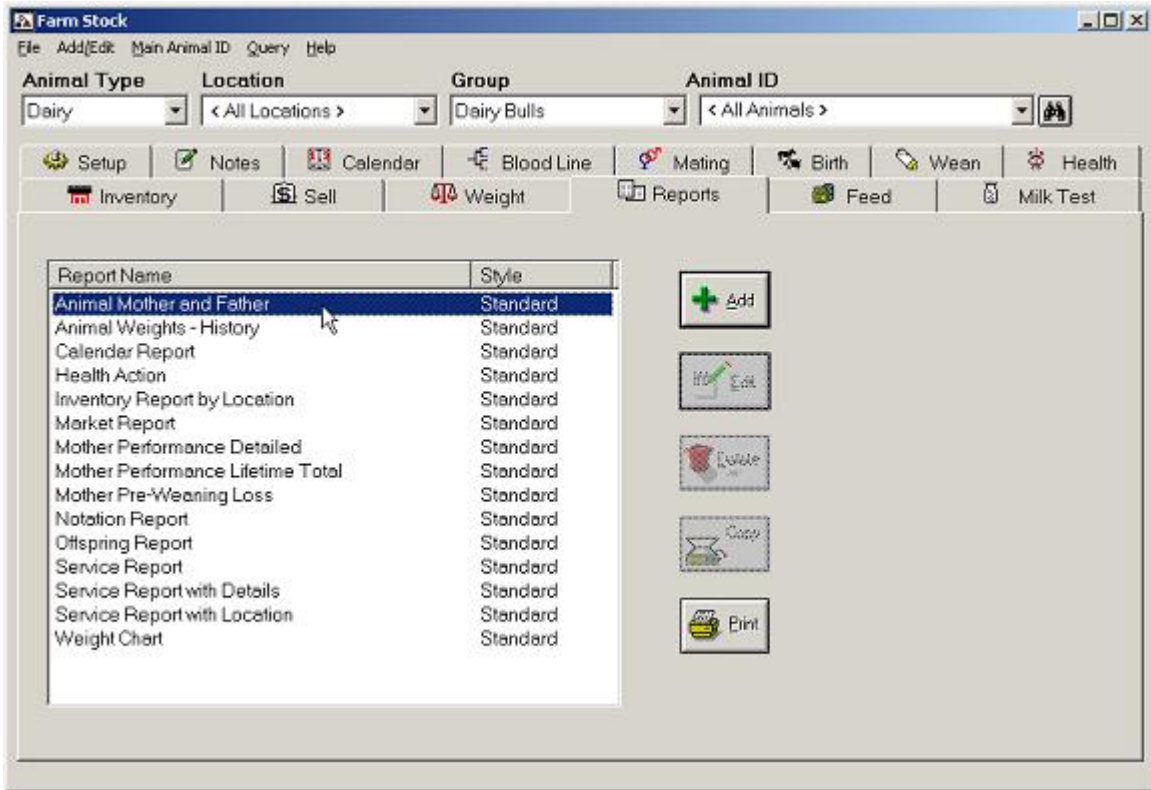 Farm Stock
File Add/Edit Main Animal ID Query Help
Animal Type Location Group Animal ID
Dairy < All Locations > Dairy Bulls < All Animals >
Setup Notes Calendar Blood Line Mating Birth Wean Health
Inventory Sell Weight Reports Feed Milk Test
Report Name Style
Animal Mother and Father Standard
Animal Weights - History Standard
Calendar Report Standard
Health Action Standard
Inventory Report by Location Standard
Market Report Standard
Mother Performance Detailed Standard
Mother Performance Lifetime Total Standard
Mother Pre-Weaning Loss Standard
Notation Report Standard
Offspring Report Standard
Service Report Standard
Service Report with Details Standard
Service Report with Location Standard
Weight Chart Standard
Add
Edit
Delete
Copy
Print